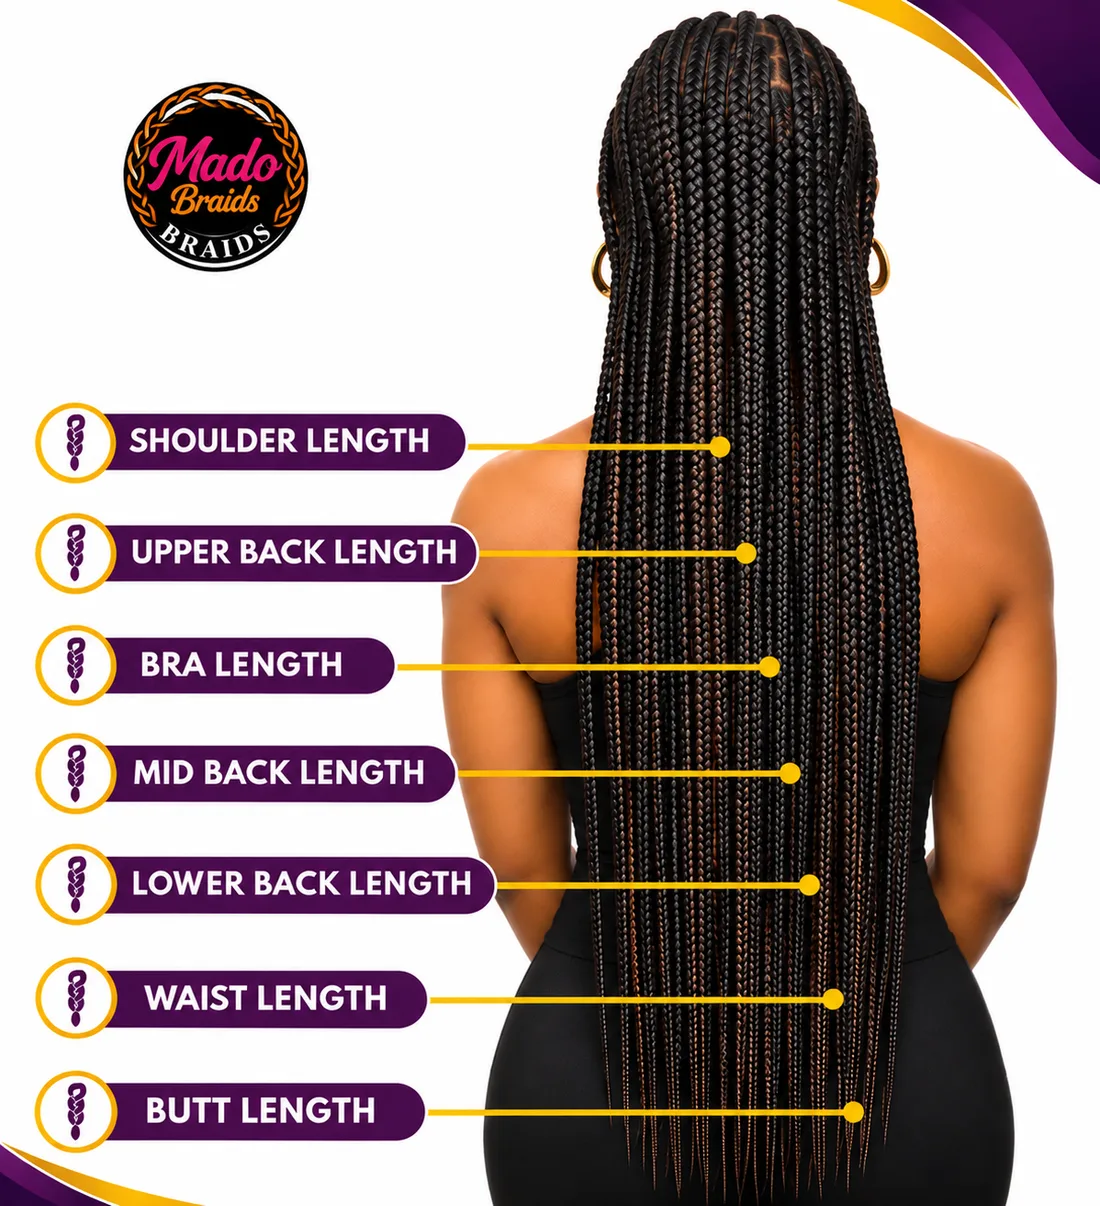 Mado
Braids
BRAIDS
SHOULDER LENGTH
UPPER BACK LENGTH
BRA LENGTH
MID BACK LENGTH
LOWER BACK LENGTH
WAIST LENGTH
BUTT LENGTH